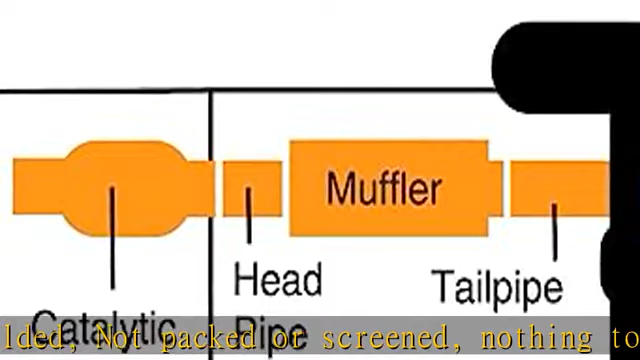 Muffler
Head
Pipe
Tailpipe
Catalytic
lded, Not packed or screened, nothing to